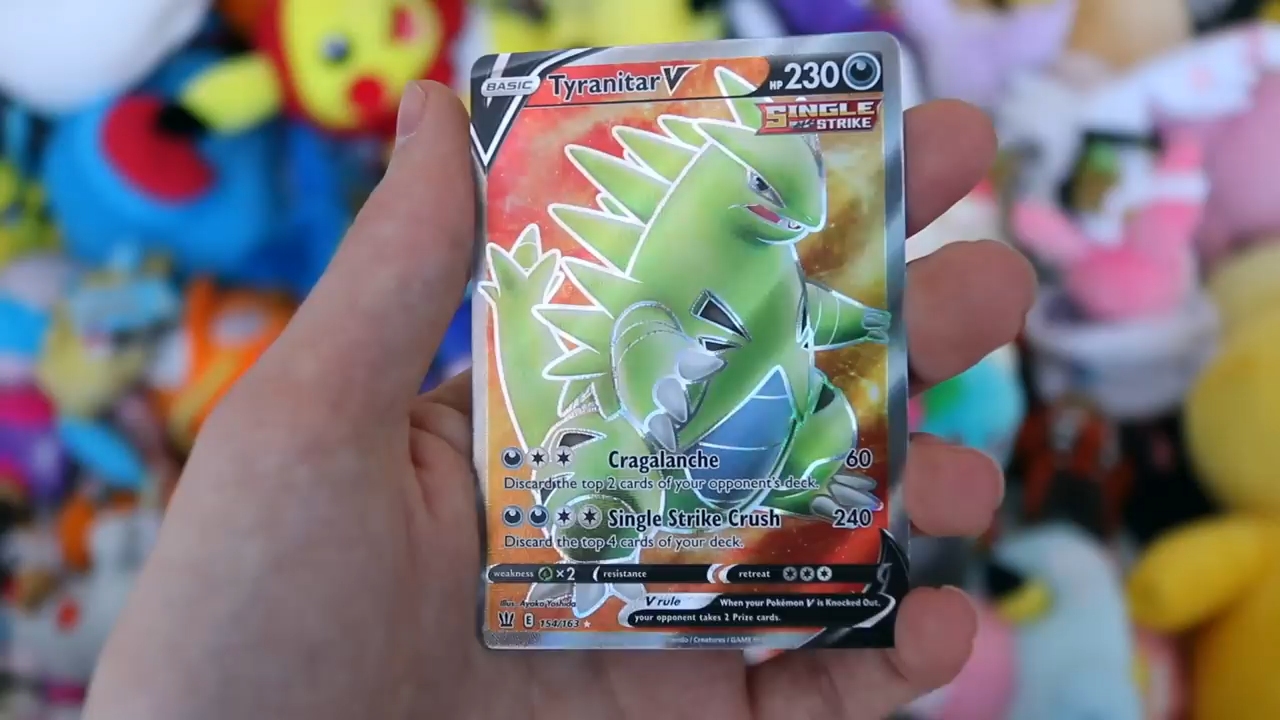 BASIC Tyranitar V HP 230
SINGLE STRIKE
Cragalanche 60
Discard the top 2 cards of your opponent's deck.
Single Strike Crush 240
Discard the top 4 cards of your deck.
weakness ×2 resistance retreat
Illus. Ayaka Yoshida
V rule When your Pokémon V is Knocked Out,
your opponent takes 2 Prize cards.
E 154/163
/ Creatures / GAME